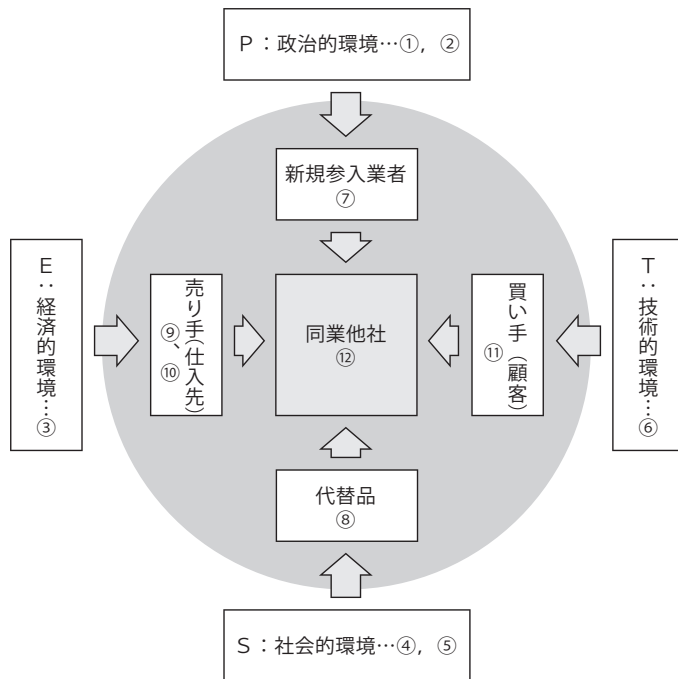 P：政治的環境…①，②
新規参入業者
⑦
E：経済的環境…③
売り手(仕入先)
⑨、⑩
同業他社
⑫
買い手（顧客）
⑪
T：技術的環境…⑥
代替品
⑧
S：社会的環境…④，⑤